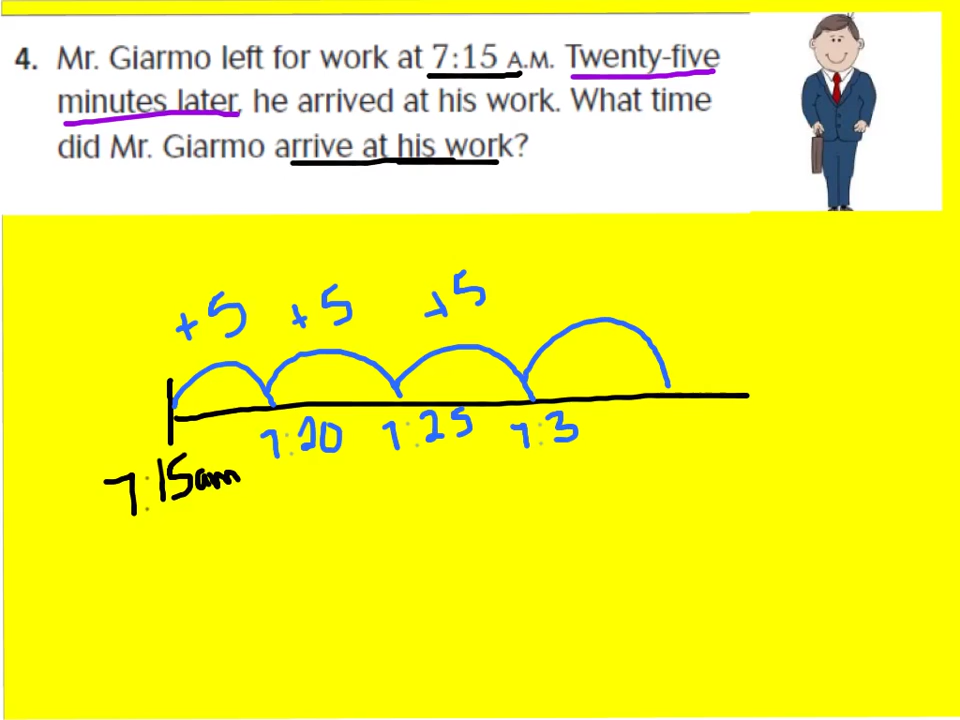 4. Mr. Giarmo left for work at 7:15 A.M. Twenty-five
minutes later, he arrived at his work. What time
did Mr. Giarmo arrive at his work?
+5 +5 +5
7:20 7:25 7:3
7:15am